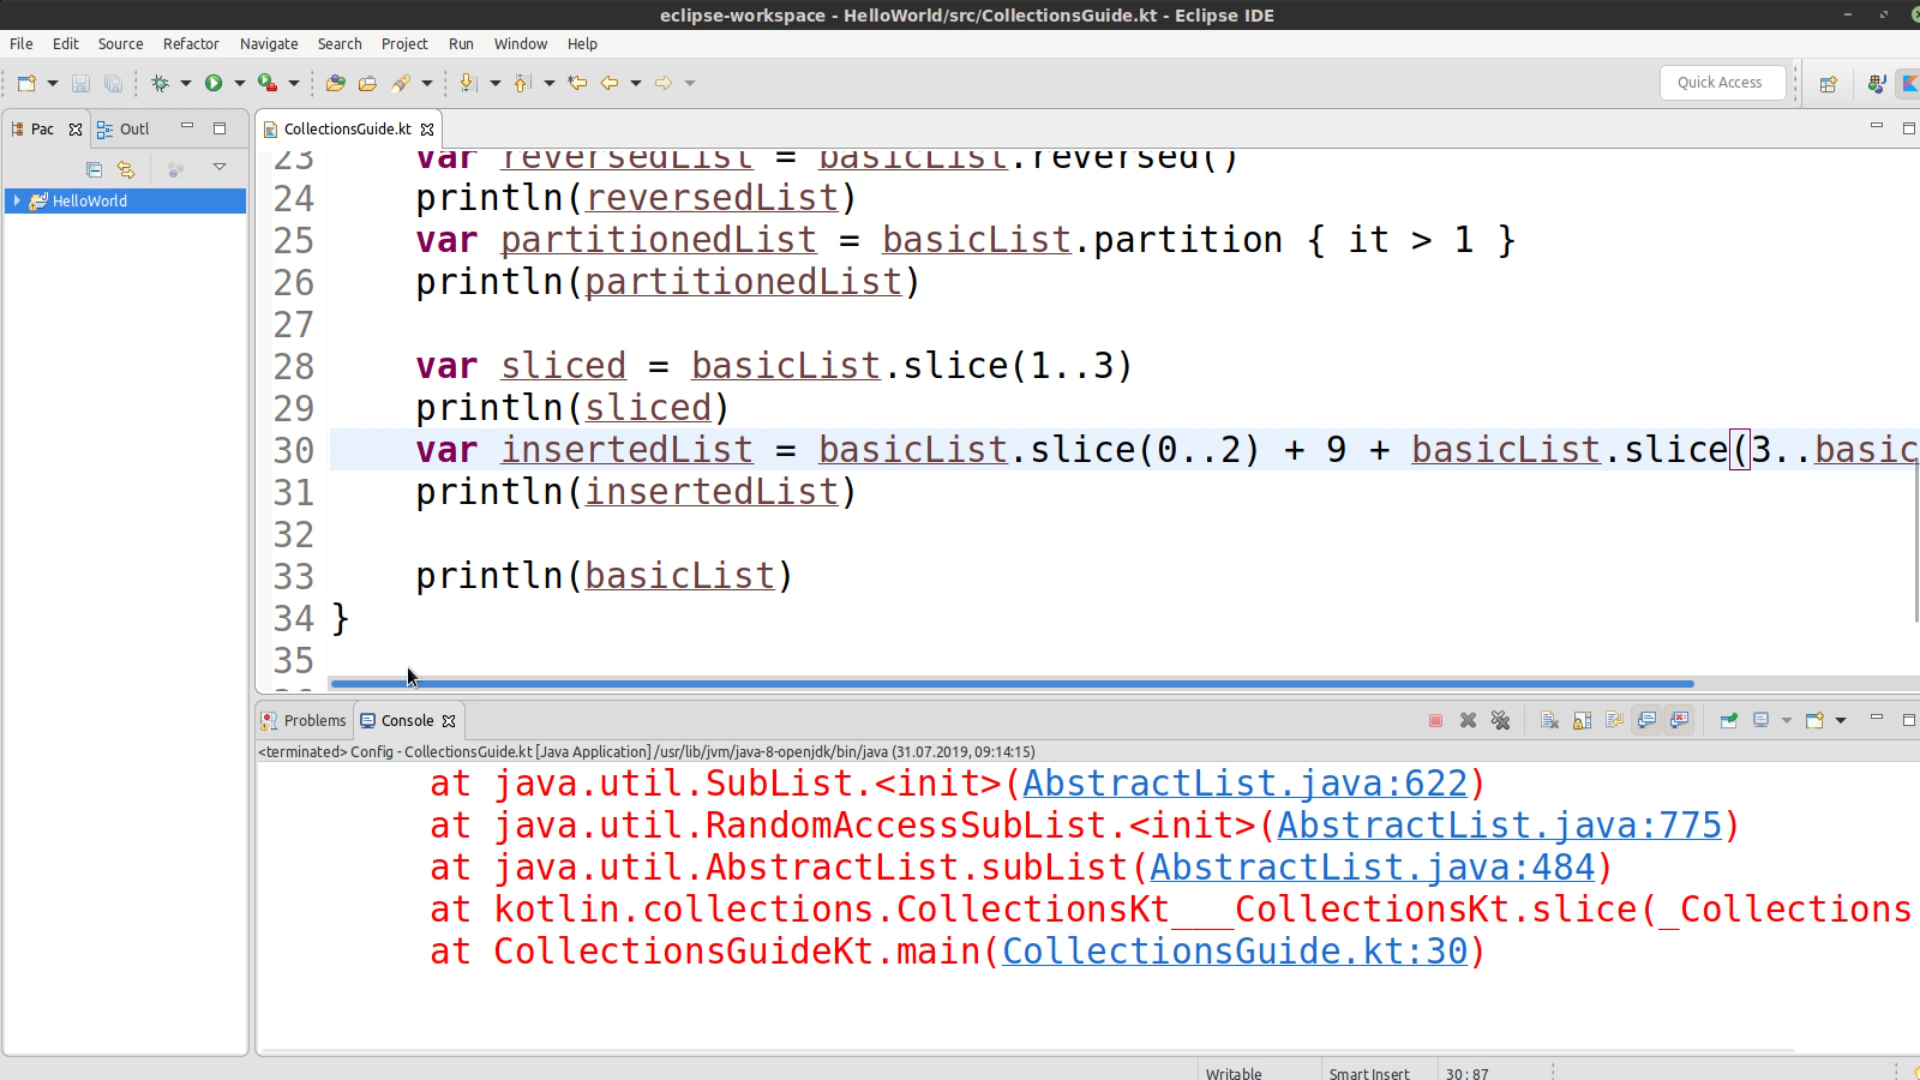 eclipse-workspace - HelloWorld/src/CollectionsGuide.kt - Eclipse IDE
File Edit Source Refactor Navigate Search Project Run Window Help
Quick Access
Pac Outl
CollectionsGuide.kt
HelloWorld
23 var reversedList = basicList.reversed()
24 println(reversedList)
25 var partitionedList = basicList.partition { it > 1 }
26 println(partitionedList)
27
28 var sliced = basicList.slice(1..3)
29 println(sliced)
30 var insertedList = basicList.slice(0..2) + 9 + basicList.slice(3..basic
31 println(insertedList)
32
33 println(basicList)
34 }
35
Problems Console
<terminated> Config - CollectionsGuide.kt [Java Application] /usr/lib/jvm/java-8-openjdk/bin/java (31.07.2019, 09:14:15)
at java.util.SubList.<init>(AbstractList.java:622)
at java.util.RandomAccessSubList.<init>(AbstractList.java:775)
at java.util.AbstractList.subList(AbstractList.java:484)
at kotlin.collections.CollectionsKt___CollectionsKt.slice(_Collections
at CollectionsGuideKt.main(CollectionsGuide.kt:30)
Writable Smart Insert 30:87